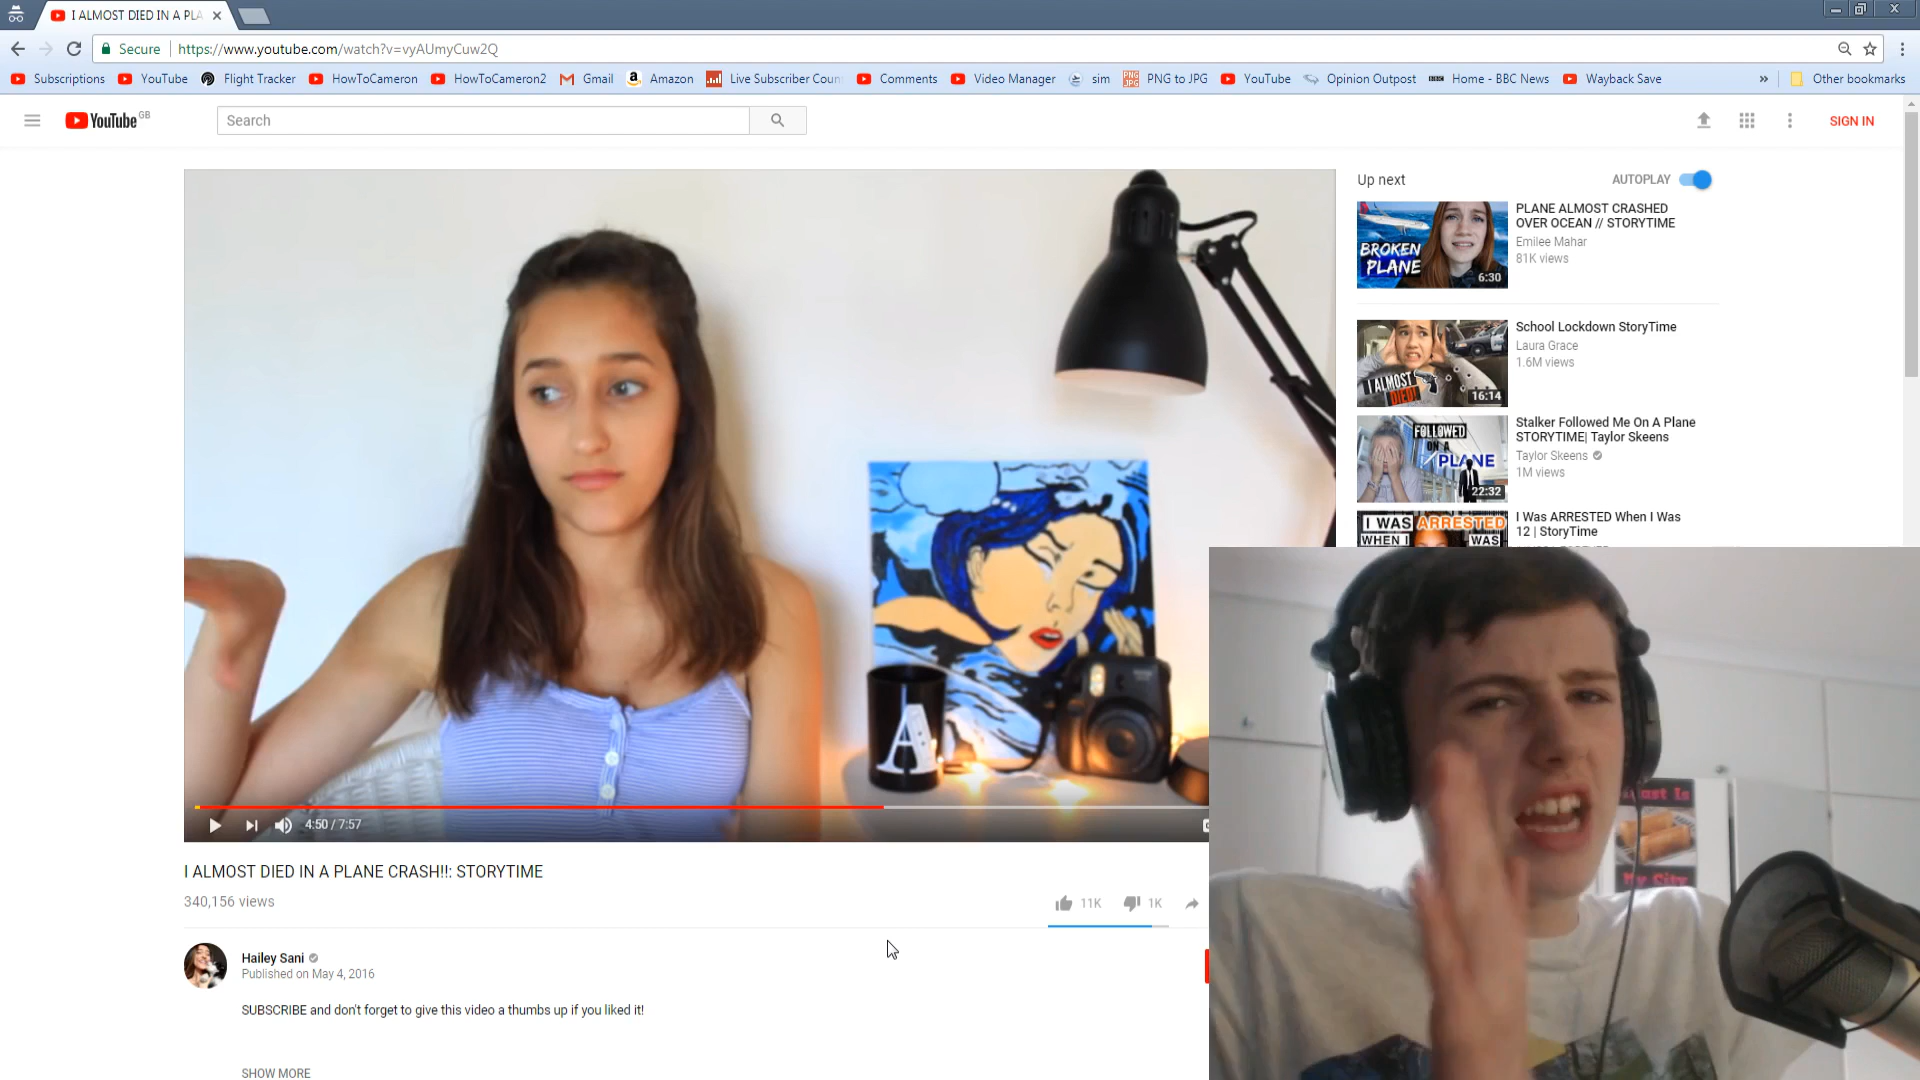 I ALMOST DIED IN A PLA
Secure
https://www.youtube.com/watch?v=vyAUmyCuw2Q
Subscriptions YouTube Flight Tracker HowToCameron HowToCameron2 Gmail Amazon Live Subscriber Coun Comments Video Manager sim PNG to JPG YouTube Opinion Outpost Home - BBC News Wayback Save » Other bookmarks
YouTube GB
Search
SIGN IN
Up next
AUTOPLAY
BROKEN
PLANE
6:30
PLANE ALMOST CRASHED
OVER OCEAN // STORYTIME
Emilee Mahar
81K views
I ALMOST
DIED!
16:14
School Lockdown StoryTime
Laura Grace
1.6M views
FOLLOWED
ON A
PLANE
22:32
Stalker Followed Me On A Plane
STORYTIME| Taylor Skeens
Taylor Skeens
1M views
I WAS ARRESTED
WHEN I WAS
I Was ARRESTED When I Was
12 | StoryTime
A
4:50 / 7:57
I ALMOST DIED IN A PLANE CRASH!!: STORYTIME
340,156 views
11K
1K
Hailey Sani
Published on May 4, 2016
SUBSCRIBE and don't forget to give this video a thumbs up if you liked it!
SHOW MORE
My City